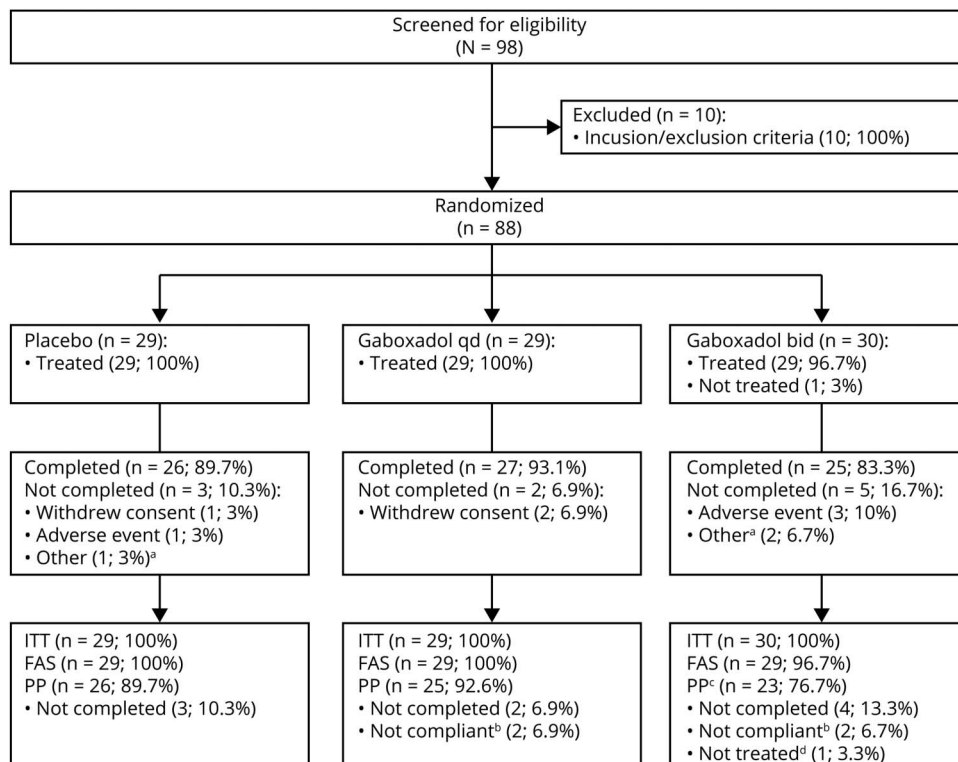 Screened for eligibility
(N = 98)
Excluded (n = 10):
• Incusion/exclusion criteria (10; 100%)
Randomized
(n = 88)
Placebo (n = 29):
• Treated (29; 100%)
Gaboxadol qd (n = 29):
• Treated (29; 100%)
Gaboxadol bid (n = 30):
• Treated (29; 96.7%)
• Not treated (1; 3%)
Completed (n = 26; 89.7%)
Not completed (n = 3; 10.3%):
• Withdrew consent (1; 3%)
• Adverse event (1; 3%)
• Other (1; 3%)ᵃ
Completed (n = 27; 93.1%)
Not completed (n = 2; 6.9%):
• Withdrew consent (2; 6.9%)
Completed (n = 25; 83.3%)
Not completed (n = 5; 16.7%):
• Adverse event (3; 10%)
• Otherᵃ (2; 6.7%)
ITT (n = 29; 100%)
FAS (n = 29; 100%)
PP (n = 26; 89.7%)
• Not completed (3; 10.3%)
ITT (n = 29; 100%)
FAS (n = 29; 100%)
PP (n = 25; 92.6%)
• Not completed (2; 6.9%)
• Not compliantᵇ (2; 6.9%)
ITT (n = 30; 100%)
FAS (n = 29; 96.7%)
PPᶜ (n = 23; 76.7%)
• Not completed (4; 13.3%)
• Not compliantᵇ (2; 6.7%)
• Not treatedᵈ (1; 3.3%)